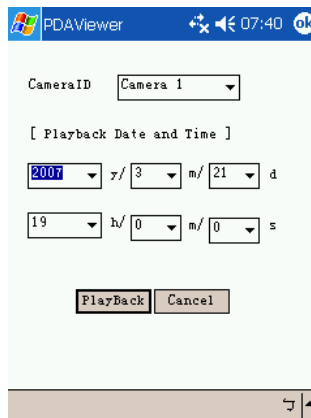 PDAViewer 07:40 ok
CameraID Camera 1
[ Playback Date and Time ]
2007 y/ 3 m/ 21 d
19 h/ 0 m/ 0 s
PlayBack Cancel